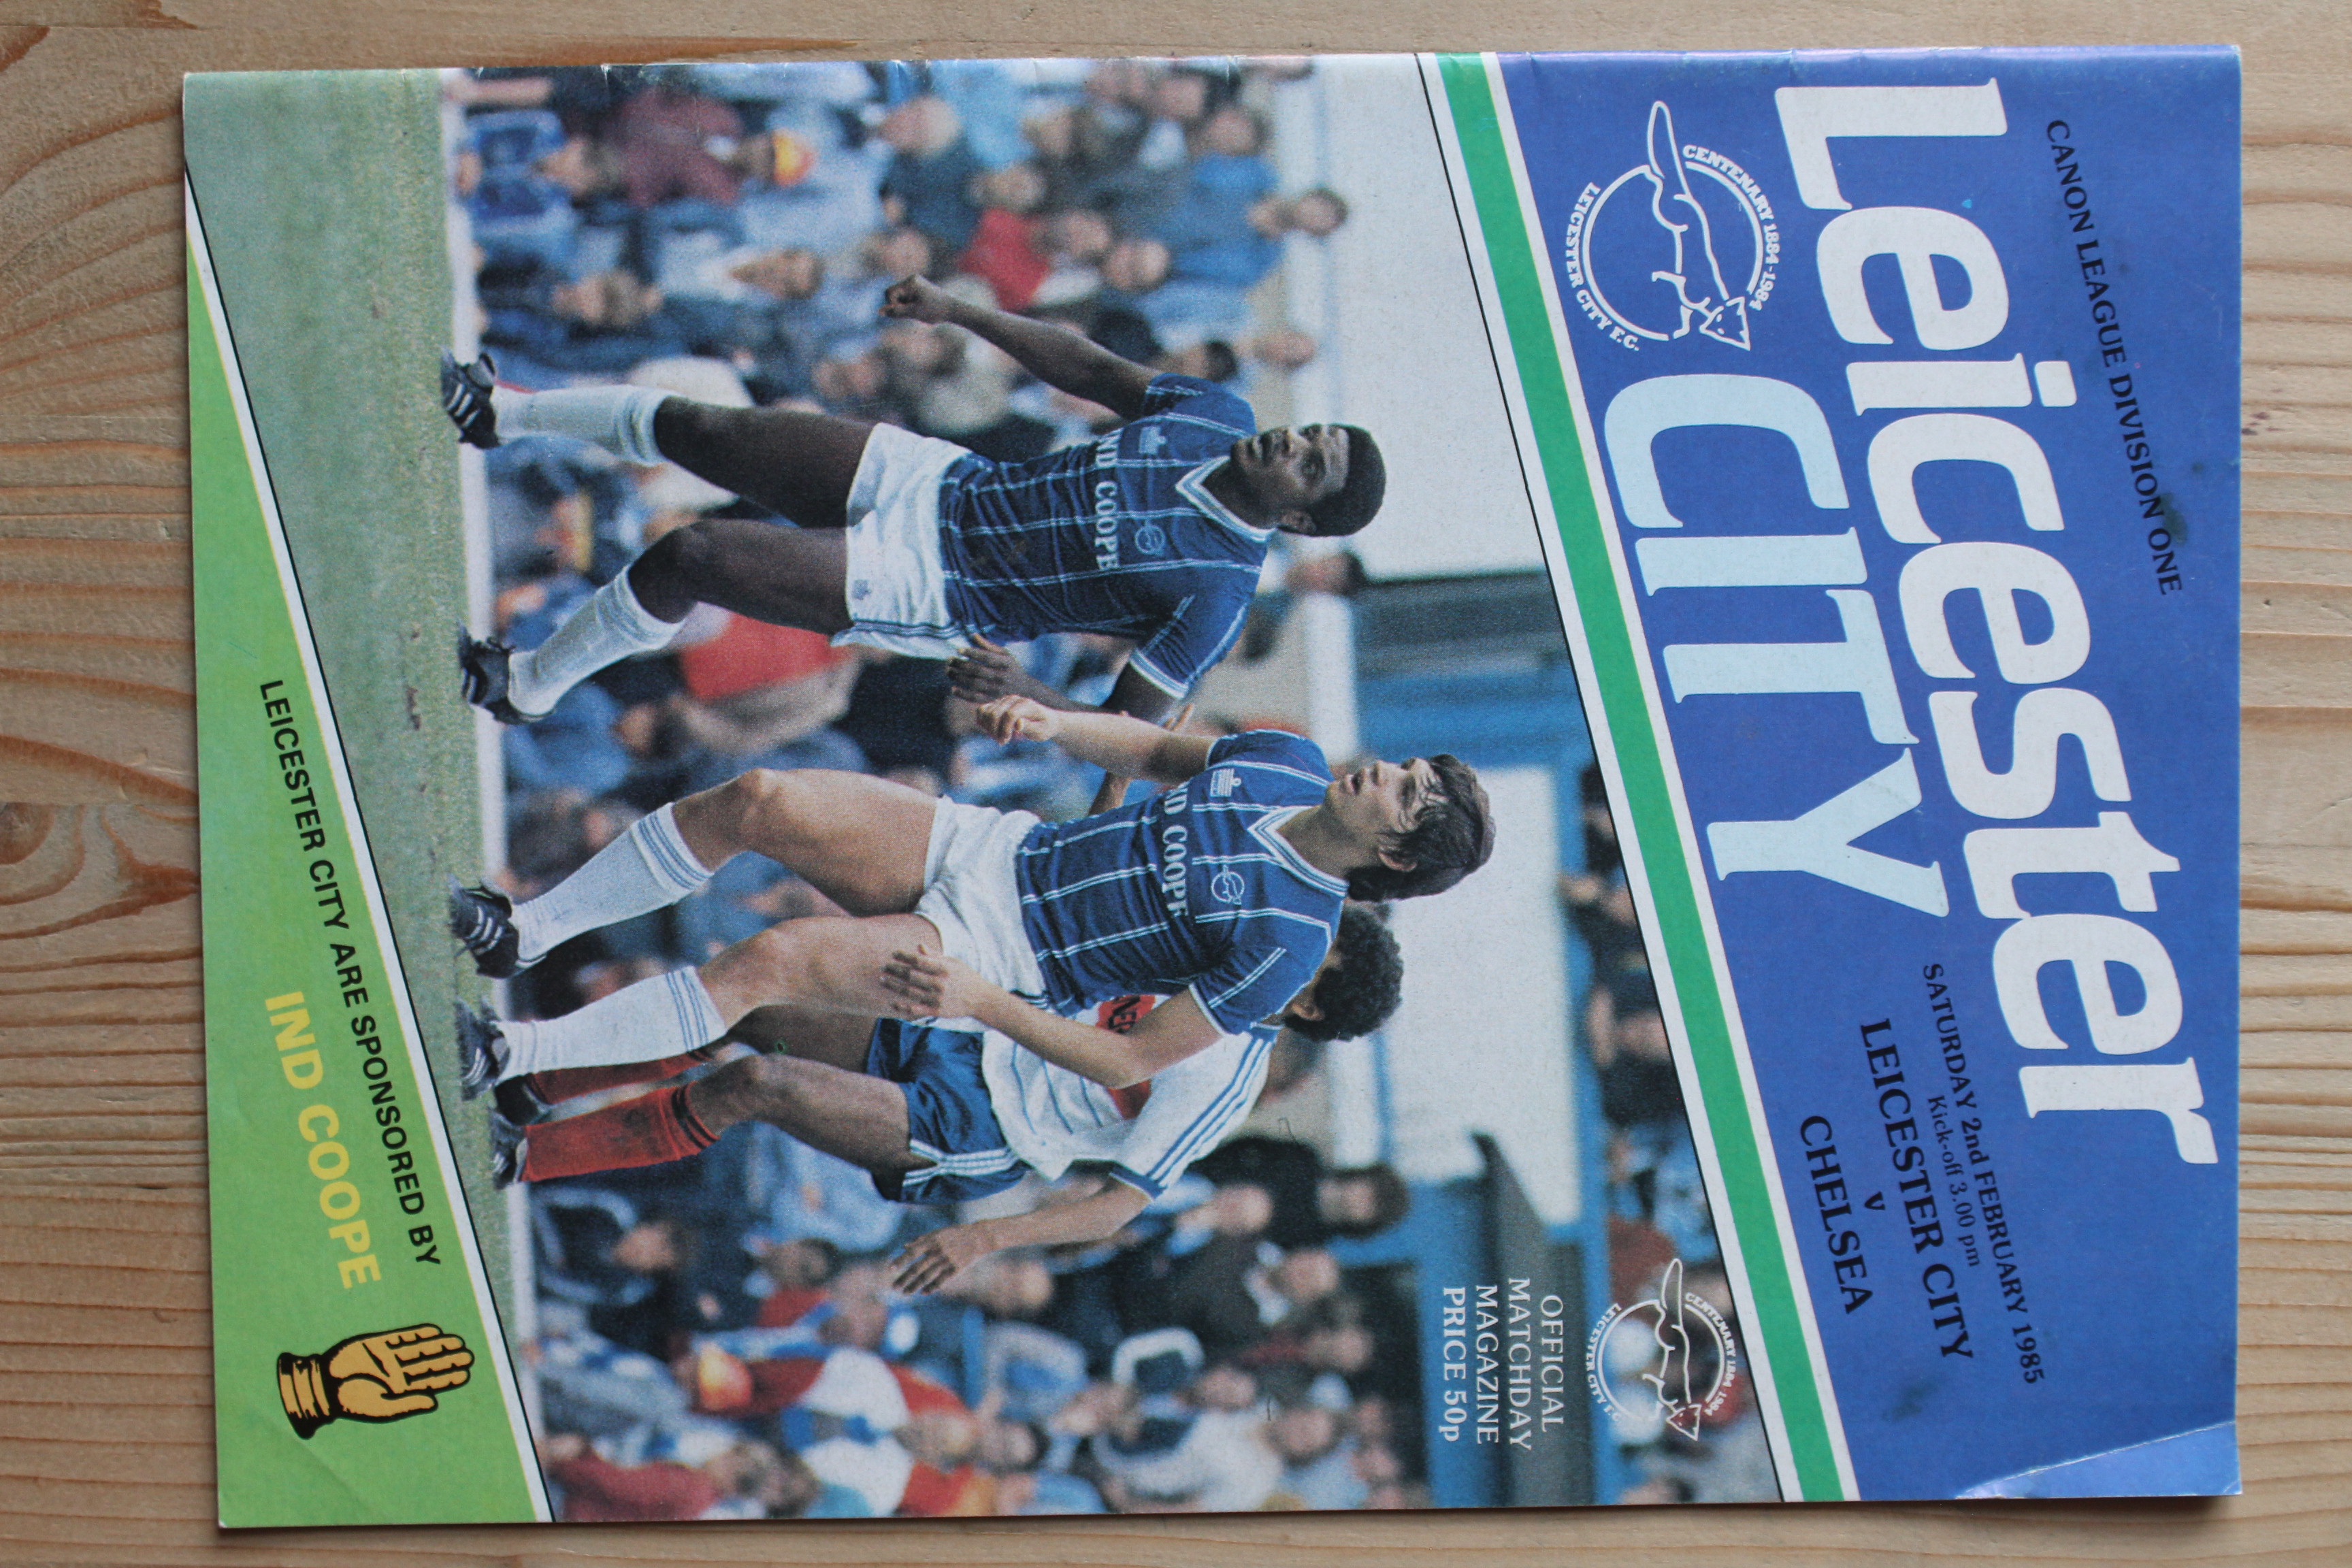 CANON LEAGUE DIVISION ONE
Leicester
CITY
CENTENARY 1884-1984
LEICESTER CITY F.C.
SATURDAY 2nd FEBRUARY 1985
Kick-off 3.00 pm
LEICESTER CITY
v
CHELSEA
CENTENARY 1884-1984
LEICESTER CITY F.C.
OFFICIAL
MATCHDAY
MAGAZINE
PRICE 50p
IND COOPE
IND COOPE
LEICESTER CITY ARE SPONSORED BY
IND COOPE